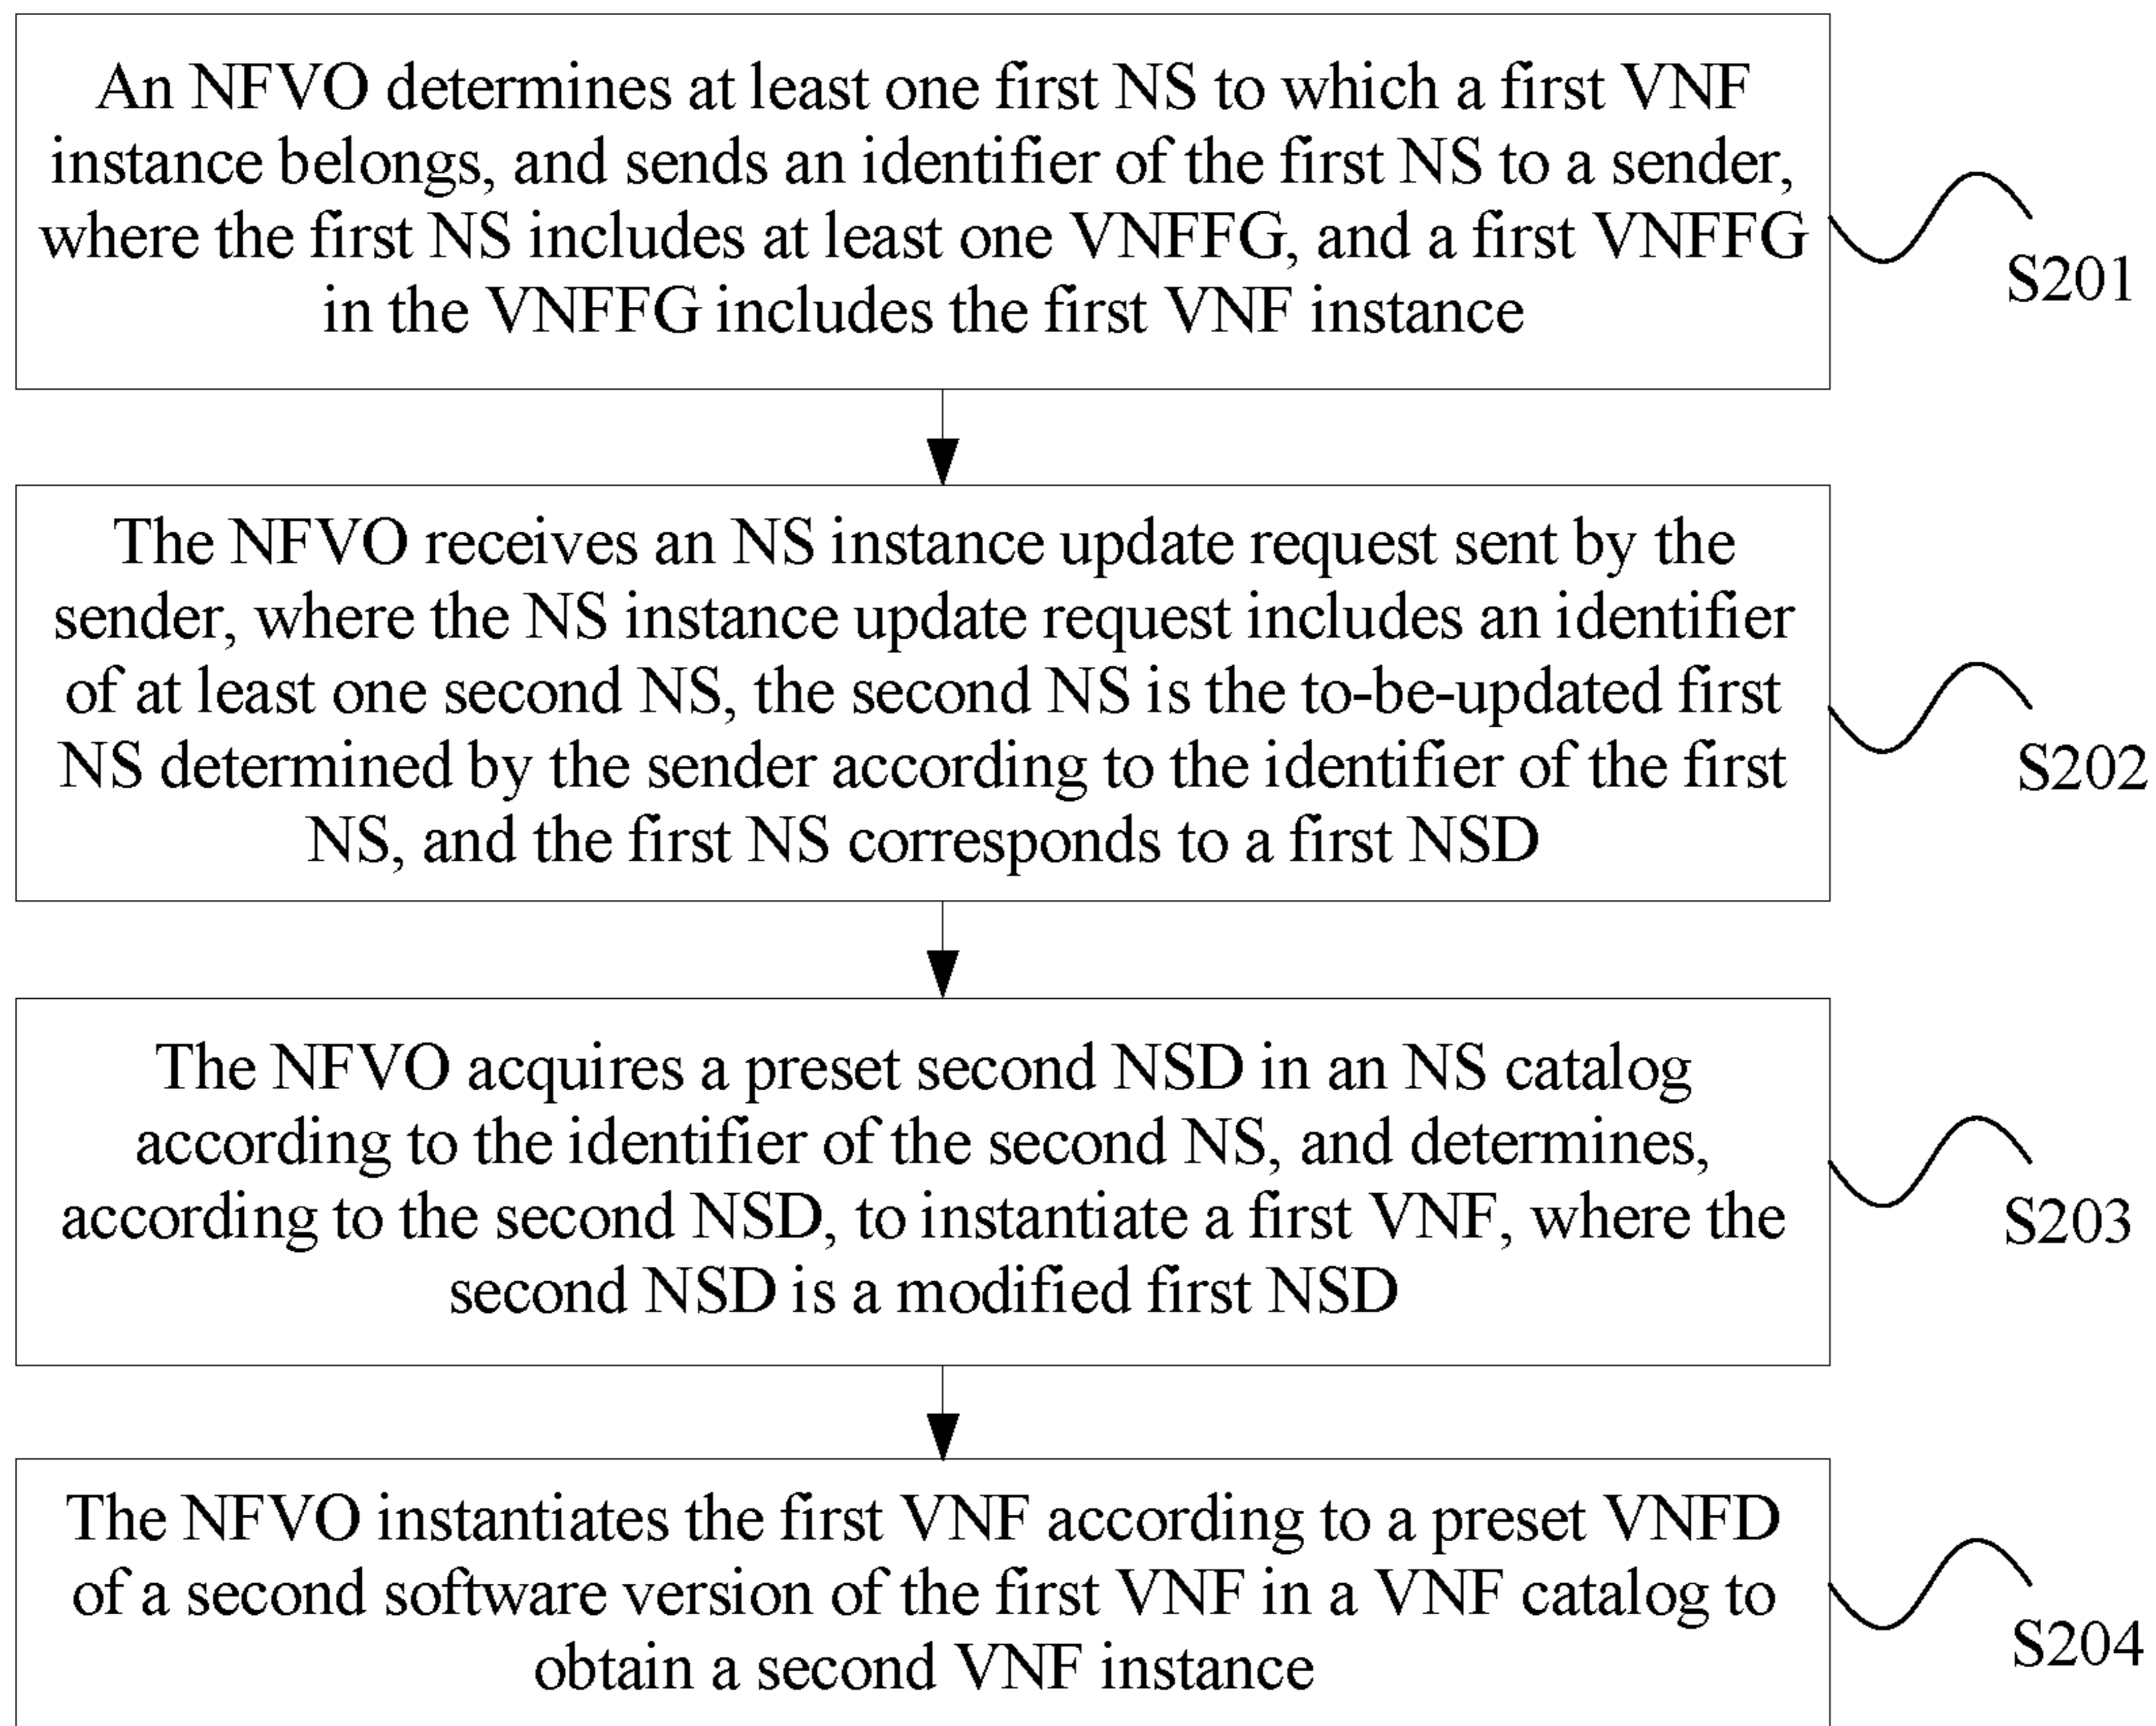 An NFVO determines at least one first NS to which a first VNF
instance belongs, and sends an identifier of the first NS to a sender,
where the first NS includes at least one VNFFG, and a first VNFFG
in the VNFFG includes the first VNF instance
S201
The NFVO receives an NS instance update request sent by the
sender, where the NS instance update request includes an identifier
of at least one second NS, the second NS is the to-be-updated first
NS determined by the sender according to the identifier of the first
NS, and the first NS corresponds to a first NSD
S202
The NFVO acquires a preset second NSD in an NS catalog
according to the identifier of the second NS, and determines,
according to the second NSD, to instantiate a first VNF, where the
second NSD is a modified first NSD
S203
The NFVO instantiates the first VNF according to a preset VNFD
of a second software version of the first VNF in a VNF catalog to
obtain a second VNF instance
S204